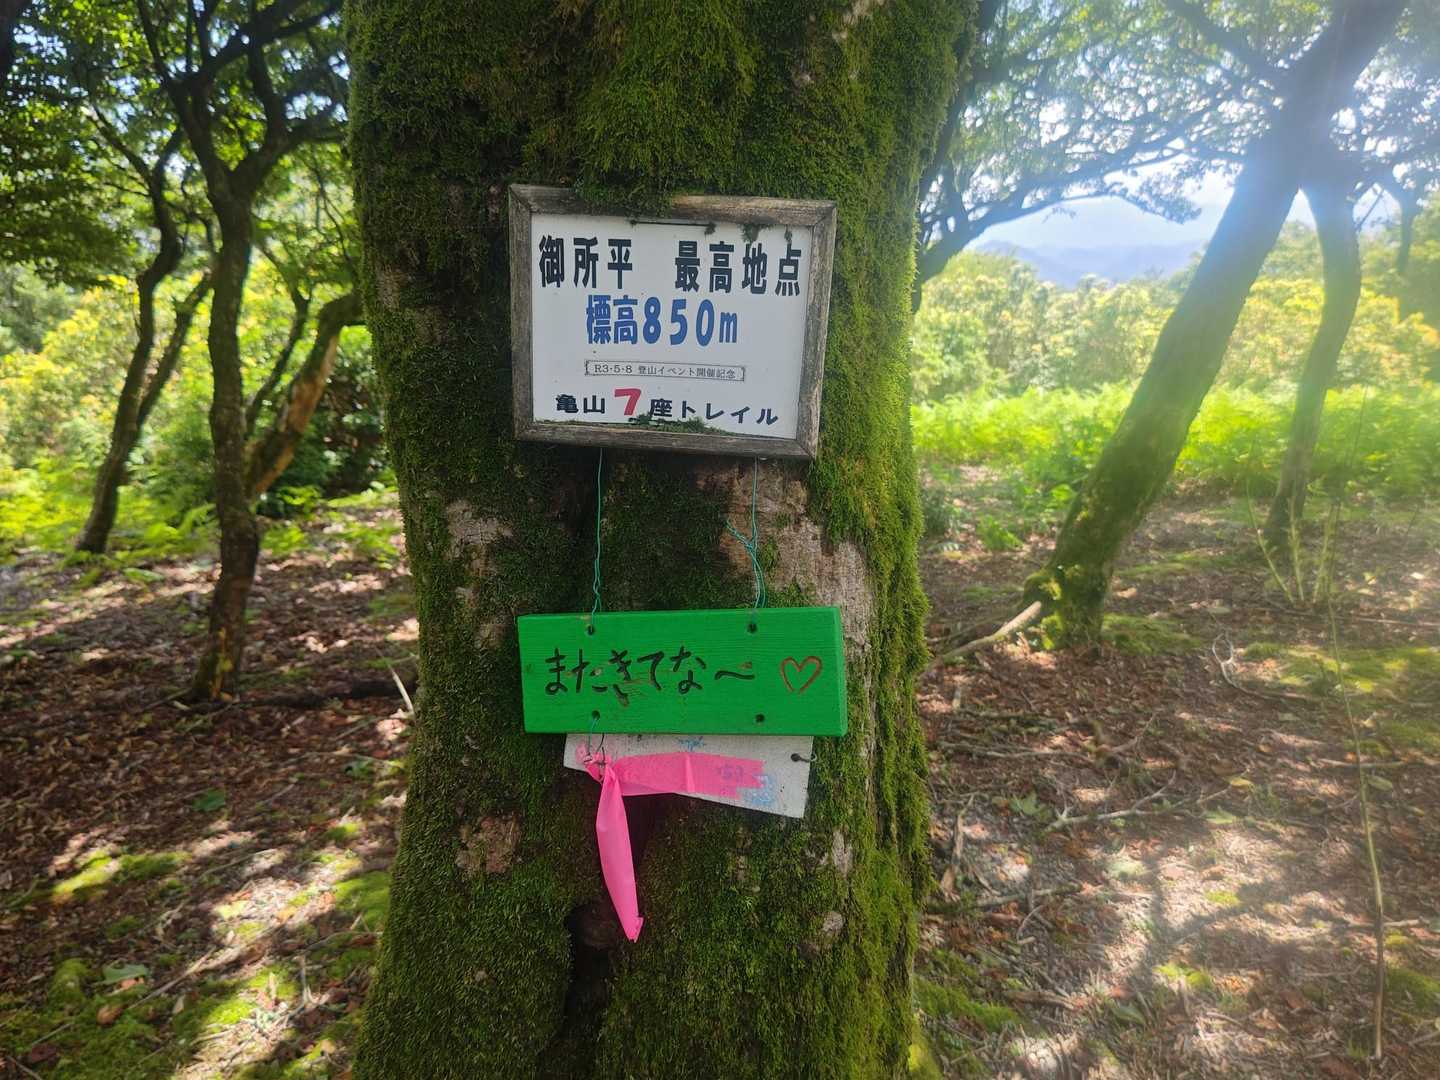 御所平　最高地点
標高850m
R3·5·8 登山イベント開催記念
亀山7座トレイル
またきてな〜♡